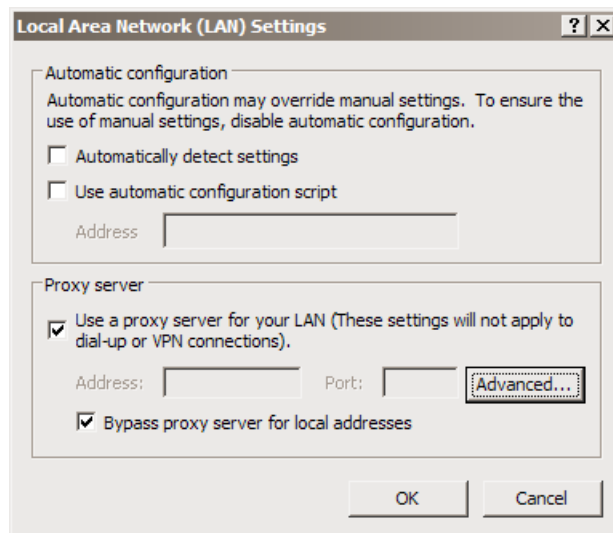 Local Area Network (LAN) Settings
Automatic configuration
Automatic configuration may override manual settings. To ensure the
use of manual settings, disable automatic configuration.
Automatically detect settings
Use automatic configuration script
Address
Proxy server
Use a proxy server for your LAN (These settings will not apply to
dial-up or VPN connections).
Address: Port: Advanced...
Bypass proxy server for local addresses
OK Cancel